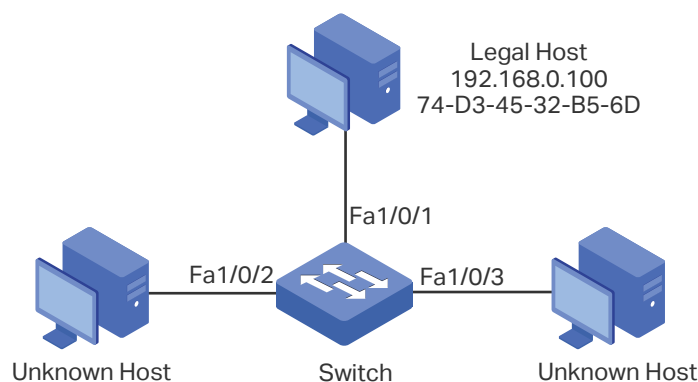 Legal Host
192.168.0.100
74-D3-45-32-B5-6D
Fa1/0/1
Fa1/0/2
Fa1/0/3
Unknown Host
Switch
Unknown Host